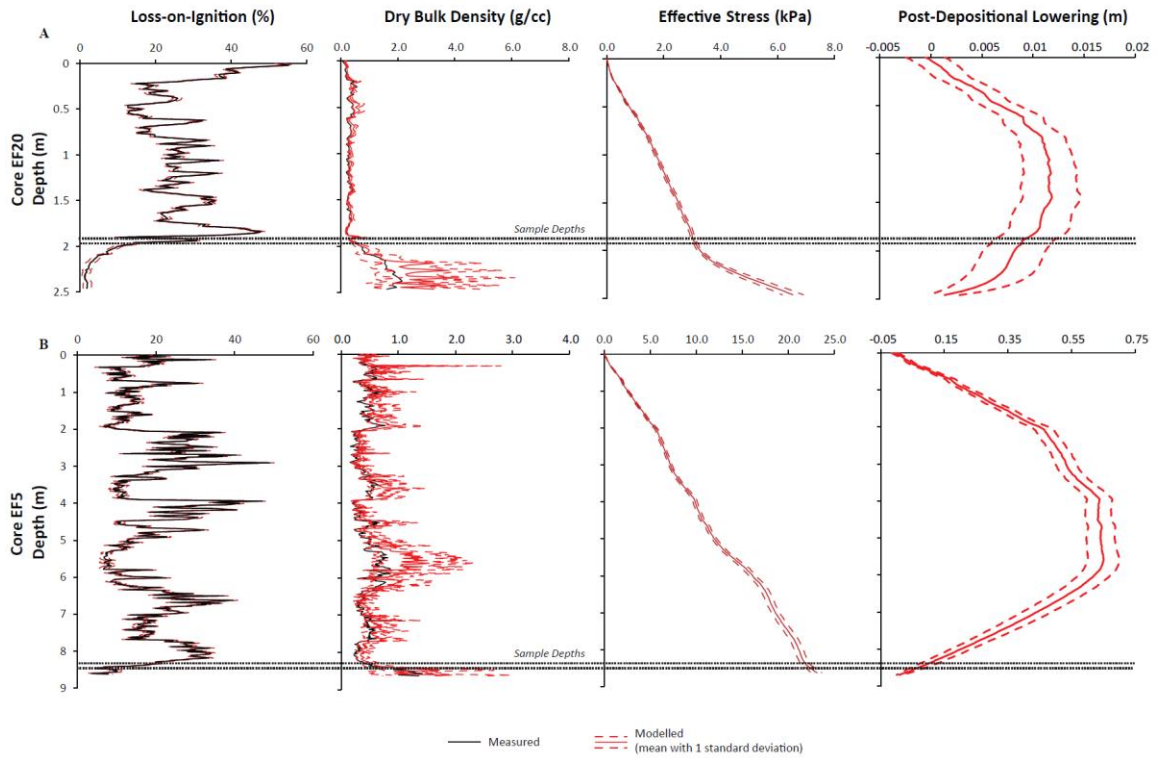 Loss-on-Ignition (%) Dry Bulk Density (g/cc) Effective Stress (kPa) Post-Depositional Lowering (m)
A
0 20 40 60 0.0 2.0 4.0 6.0 8.0 0.0 2.0 4.0 6.0 8.0 -0.005 0 0.005 0.01 0.015 0.02
Core EF20
Depth (m)
0
0.5
1
1.5
2
2.5
Sample Depths
B
0 20 40 60 0.0 1.0 2.0 3.0 4.0 0.0 5.0 10.0 15.0 20.0 25.0 -0.05 0.15 0.35 0.55 0.75
Core EF5
Depth (m)
0
1
2
3
4
5
6
7
8
9
Sample Depths
Measured
Modelled
(mean with 1 standard deviation)